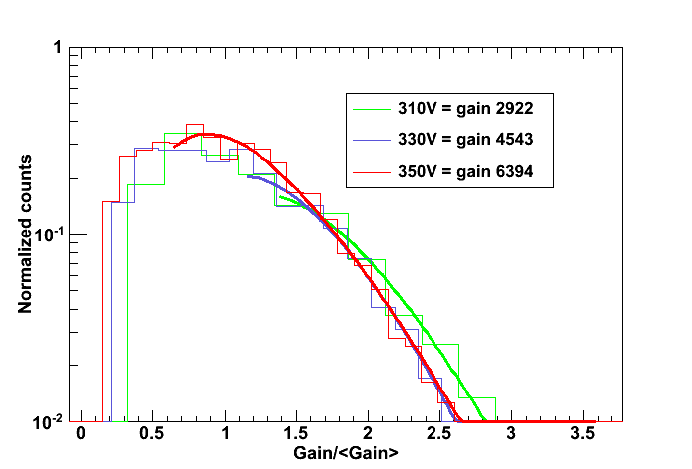 1
310V = gain 2922
330V = gain 4543
350V = gain 6394
Normalized counts
10-1
10-2
0 0.5 1 1.5 2 2.5 3 3.5
Gain/<Gain>